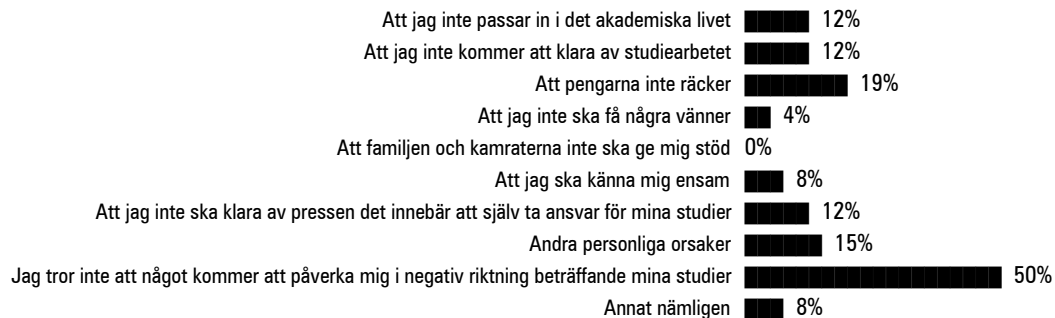 Att jag inte passar in i det akademiska livet 12%
Att jag inte kommer att klara av studiearbetet 12%
Att pengarna inte räcker 19%
Att jag inte ska få några vänner 4%
Att familjen och kamraterna inte ska ge mig stöd 0%
Att jag ska känna mig ensam 8%
Att jag inte ska klara av pressen det innebär att själv ta ansvar för mina studier 12%
Andra personliga orsaker 15%
Jag tror inte att något kommer att påverka mig i negativ riktning beträffande mina studier 50%
Annat nämligen 8%